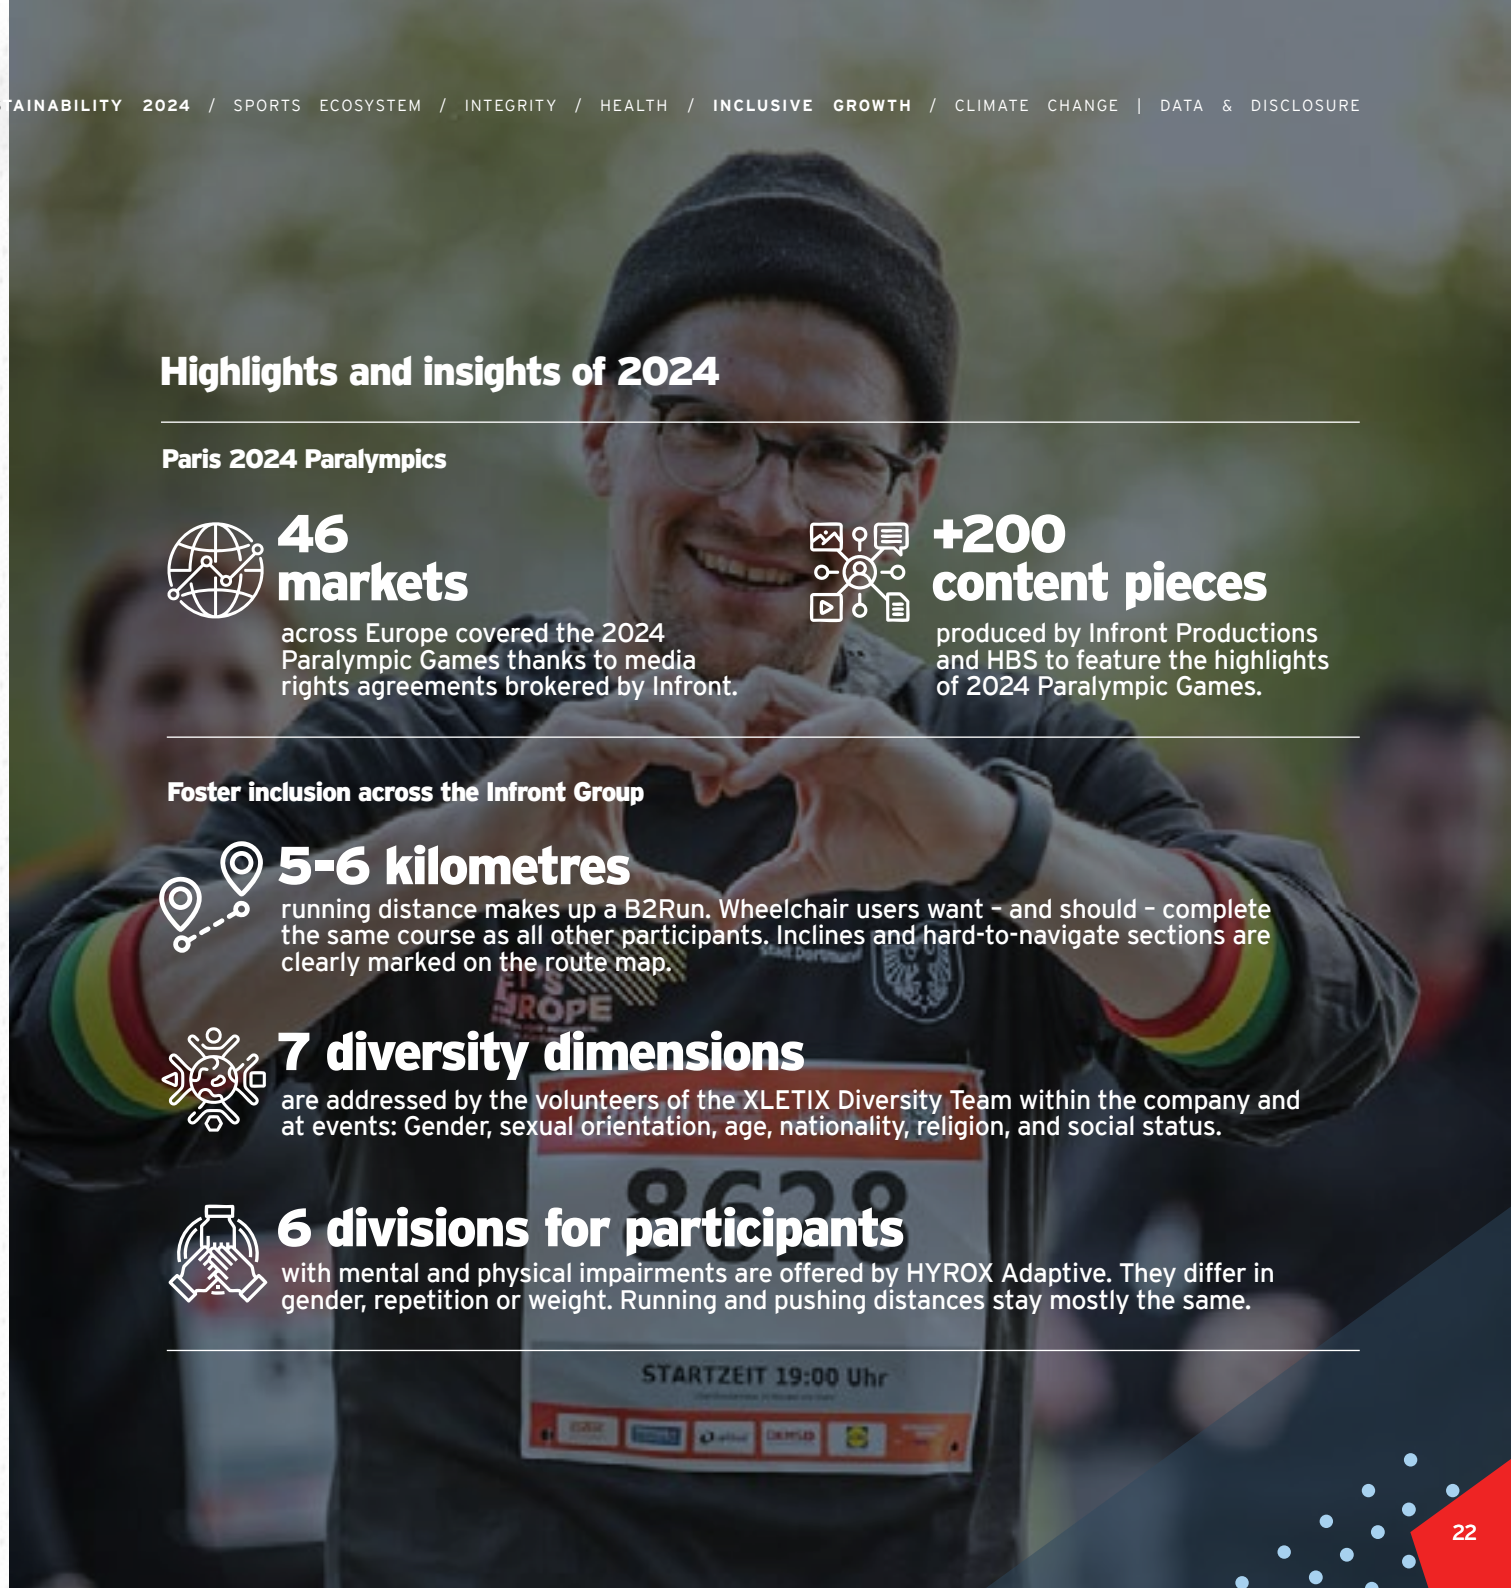 TAINABILITY 2024 / SPORTS ECOSYSTEM / INTEGRITY / HEALTH / INCLUSIVE GROWTH / CLIMATE CHANGE | DATA & DISCLOSURE
Highlights and insights of 2024
Paris 2024 Paralympics
46
markets
across Europe covered the 2024
Paralympic Games thanks to media
rights agreements brokered by Infront.
+200
content pieces
produced by Infront Productions
and HBS to feature the highlights
of 2024 Paralympic Games.
Foster inclusion across the Infront Group
5-6 kilometres
running distance makes up a B2Run. Wheelchair users want – and should – complete
the same course as all other participants. Inclines and hard-to-navigate sections are
clearly marked on the route map.
Stadt Dortmund
7 diversity dimensions
are addressed by the volunteers of the XLETIX Diversity Team within the company and
at events: Gender, sexual orientation, age, nationality, religion, and social status.
8628
6 divisions for participants
with mental and physical impairments are offered by HYROX Adaptive. They differ in
gender, repetition or weight. Running and pushing distances stay mostly the same.
STARTZEIT 19:00 Uhr
22